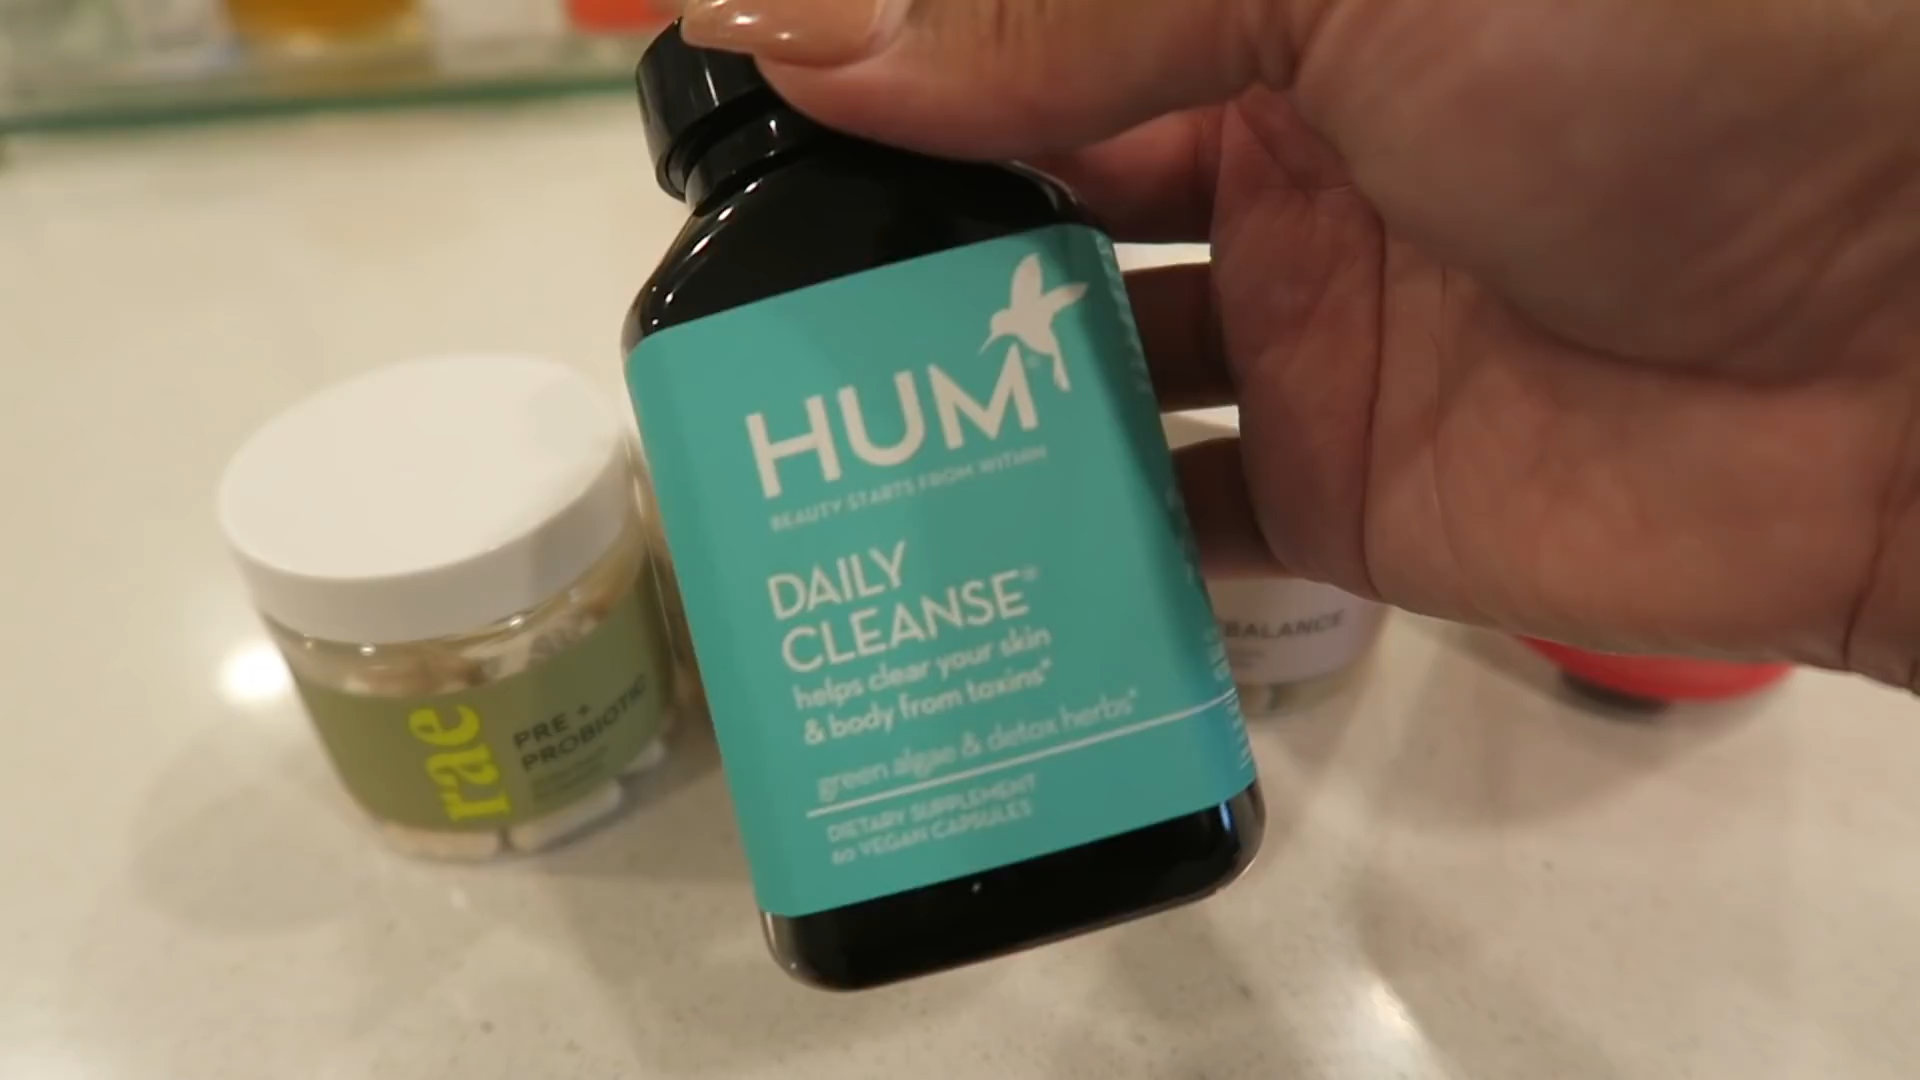 HUM
BEAUTY STARTS FROM WITHIN
DAILY
CLEANSE
helps clear your skin
& body from toxins*
green algae & detox herbs*
DIETARY SUPPLEMENT
60 VEGAN CAPSULES
rae
PRE +
PROBIOTIC
BALANCE